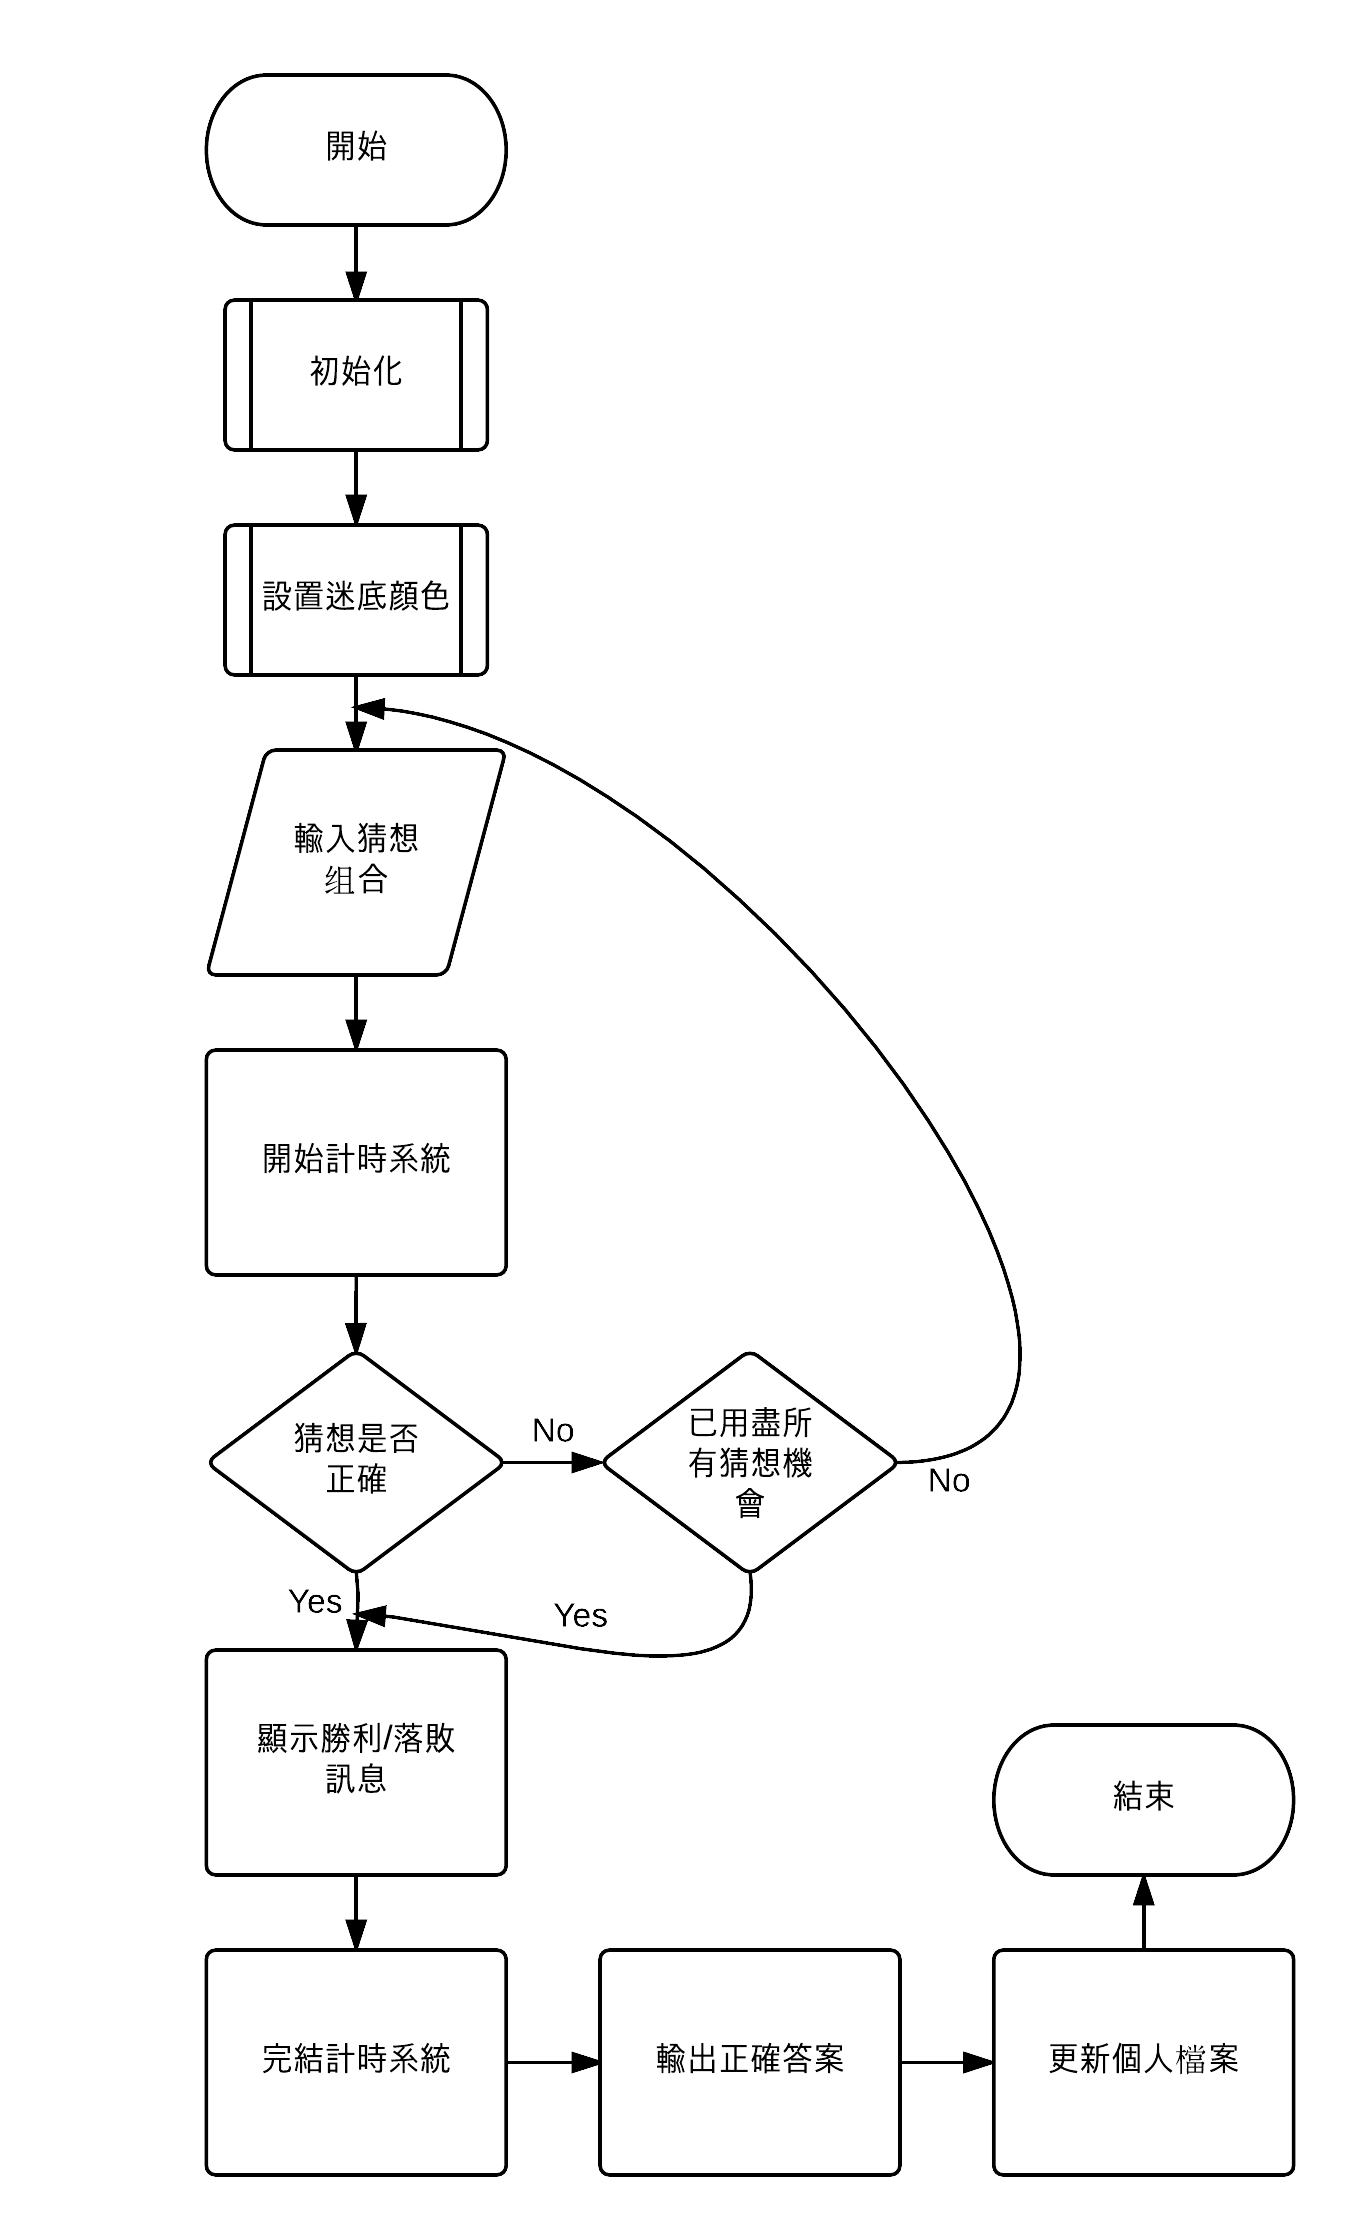 開始
初始化
設置迷底顔色
輸入猜想
组合
開始計時系統
猜想是否
正確
No
已用盡所
有猜想機
會
No
Yes
Yes
顯示勝利/落敗
訊息
結束
完結計時系統
輸出正確答案
更新個人檔案